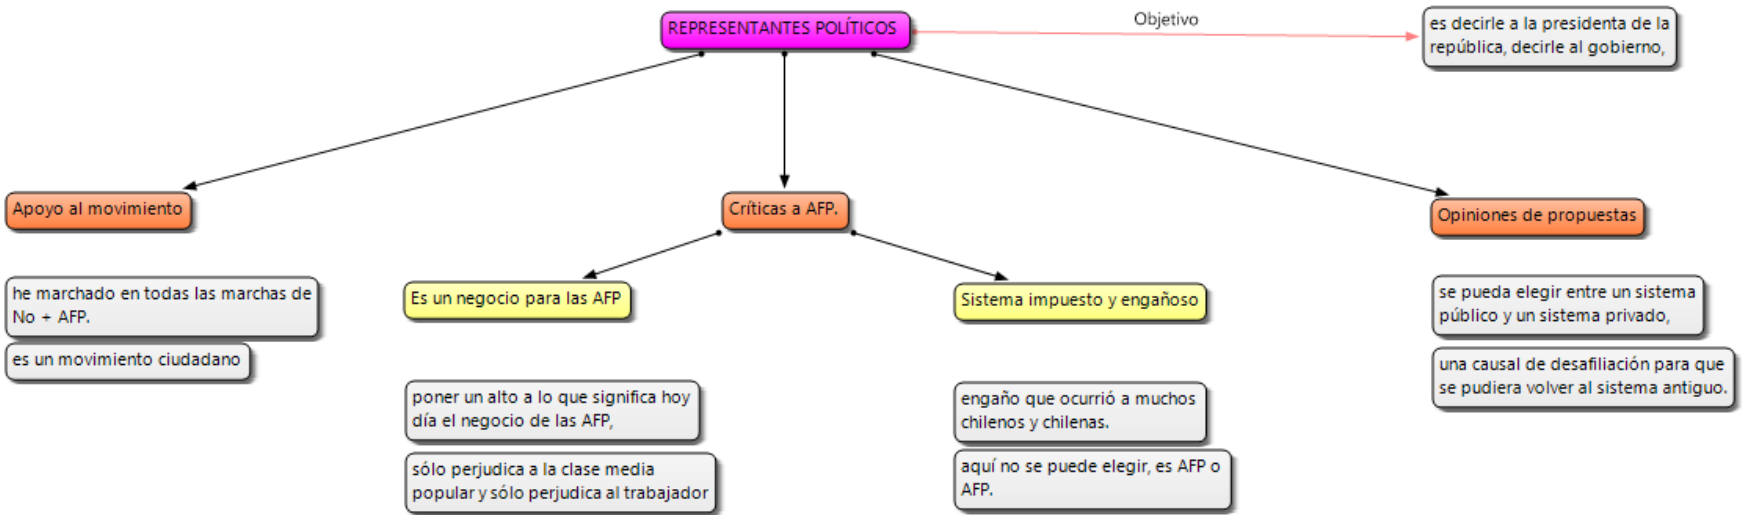 REPRESENTANTES POLÍTICOS
Objetivo
es decirle a la presidenta de la
república, decirle al gobierno,
Apoyo al movimiento
he marchado en todas las marchas de
No + AFP.
es un movimiento ciudadano
Críticas a AFP.
Es un negocio para las AFP
poner un alto a lo que significa hoy
día el negocio de las AFP,
sólo perjudica a la clase media
popular y sólo perjudica al trabajador
Sistema impuesto y engañoso
engaño que ocurrió a muchos
chilenos y chilenas.
aquí no se puede elegir, es AFP o
AFP.
Opiniones de propuestas
se pueda elegir entre un sistema
público y un sistema privado,
una causal de desafiliación para que
se pudiera volver al sistema antiguo.